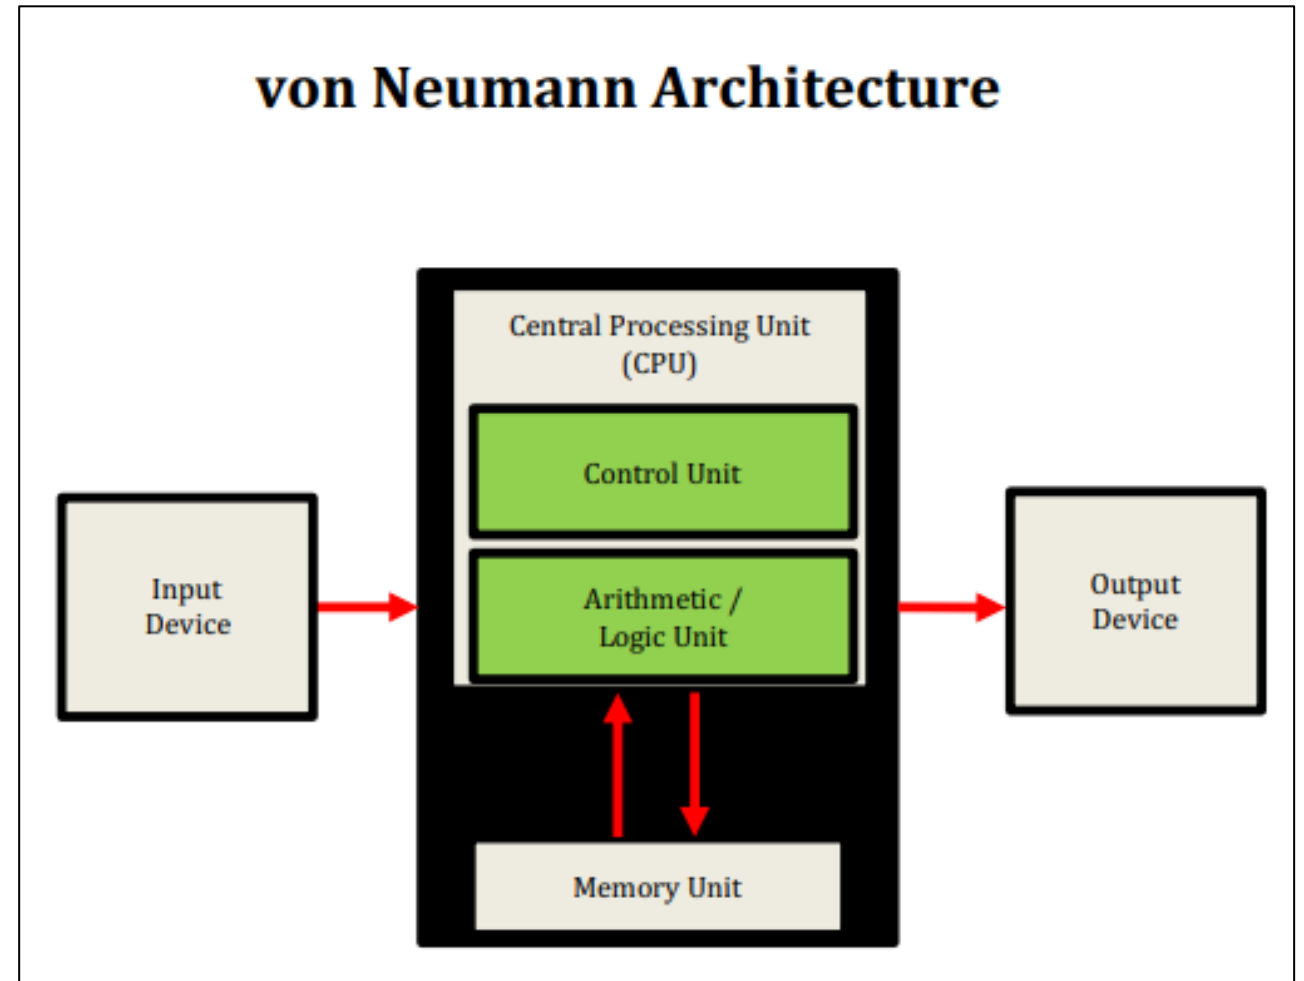 von Neumann Architecture
Central Processing Unit
(CPU)
Control Unit
Input
Device
Arithmetic /
Logic Unit
Output
Device
Memory Unit